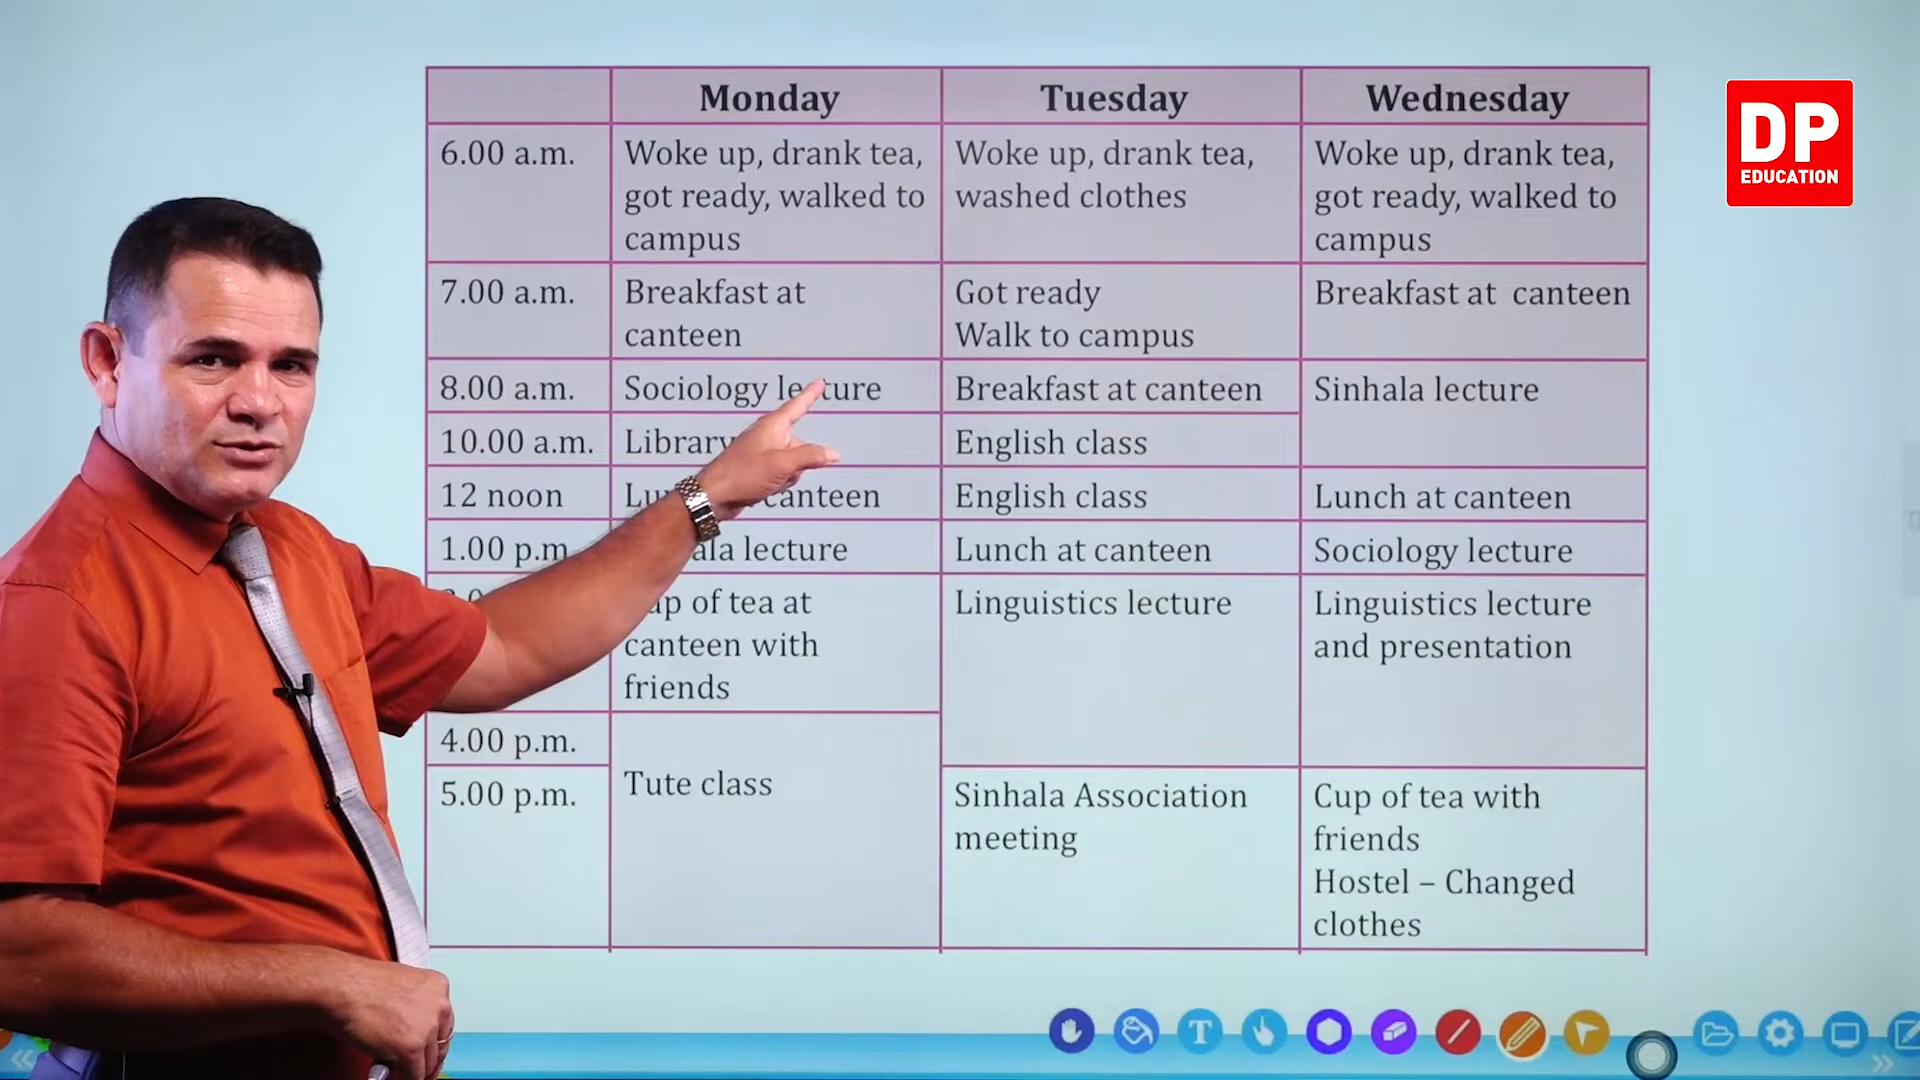 Monday Tuesday Wednesday
6.00 a.m. Woke up, drank tea, Woke up, drank tea, Woke up, drank tea,
got ready, walked to washed clothes got ready, walked to
campus campus
7.00 a.m. Breakfast at Got ready Breakfast at canteen
canteen Walk to campus
8.00 a.m. Sociology lecture Breakfast at canteen Sinhala lecture
10.00 a.m. Library English class
12 noon canteen English class Lunch at canteen
1.00 p.m lecture Lunch at canteen Sociology lecture
of tea at Linguistics lecture Linguistics lecture
canteen with and presentation
friends
4.00 p.m.
Tute class
5.00 p.m. Sinhala Association Cup of tea with
meeting friends
Hostel – Changed
clothes
DP
EDUCATION